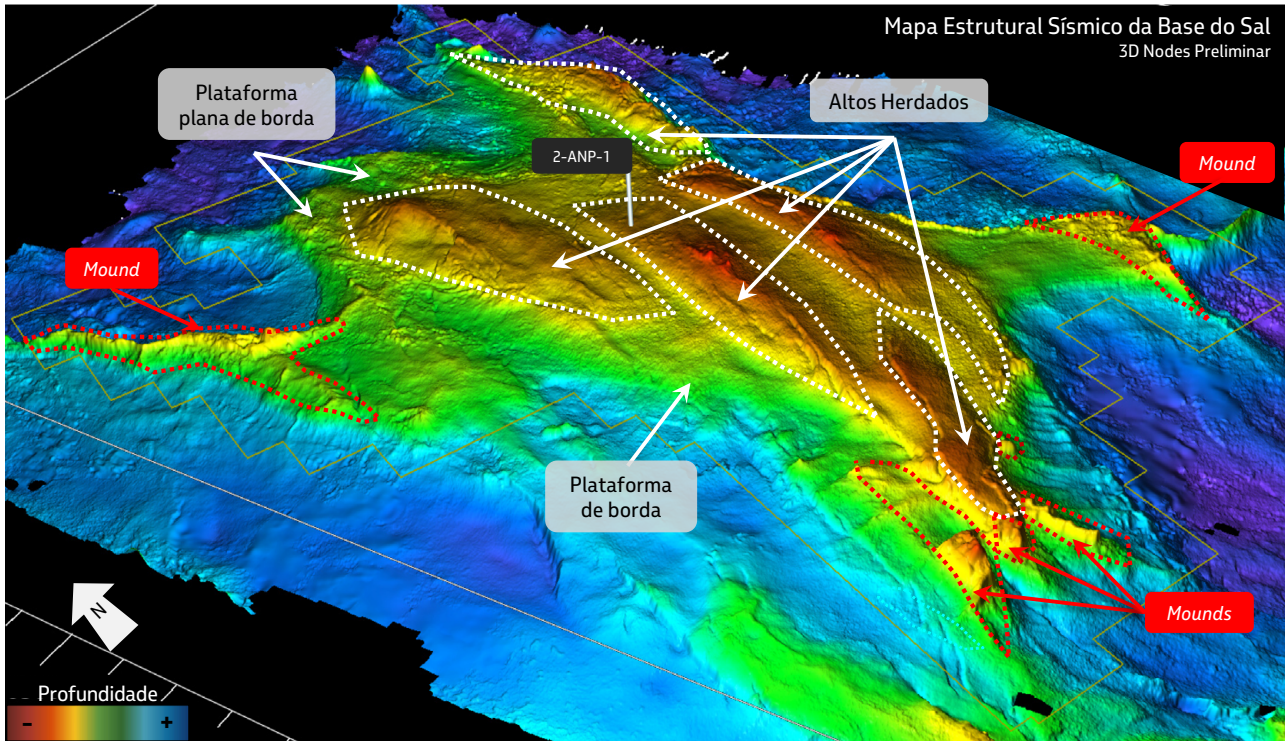 Mapa Estrutural Sísmico da Base do Sal
3D Nodes Preliminar
Plataforma
plana de borda
Altos Herdados
2-ANP-1
Mound
Mound
Plataforma
de borda
Mounds
N
Profundidade
- +